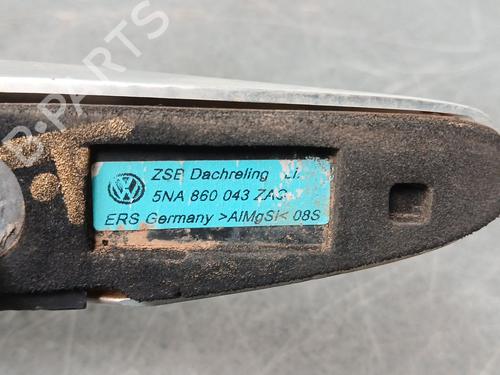 ZSB Dachreling
5NA 860 043
ERS Germany >AlMgSi< 08S
B-PARTS